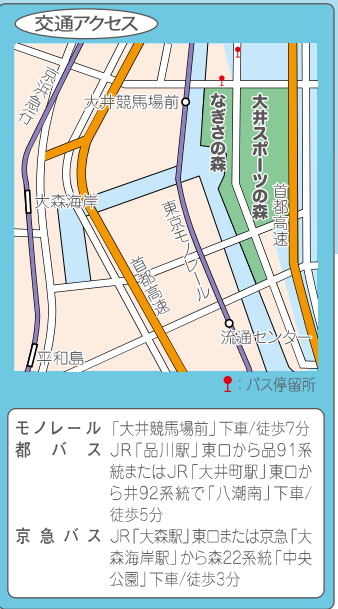 交通アクセス
京浜急行
大井競馬場前
なぎさの森
大井スポーツの森
首都高速
大森海岸
東京モノレール
首都高速
流通センター
平和島
：バス停留所
モノレール 「大井競馬場前」下車/徒歩7分
都バス JR「品川駅」東口から品91系
統またはJR「大井町駅」東口か
ら井92系統で「八潮南」下車/
徒歩5分
京急バス JR「大森駅」東口または京急「大
森海岸駅」から森22系統「中央
公園」下車/徒歩3分